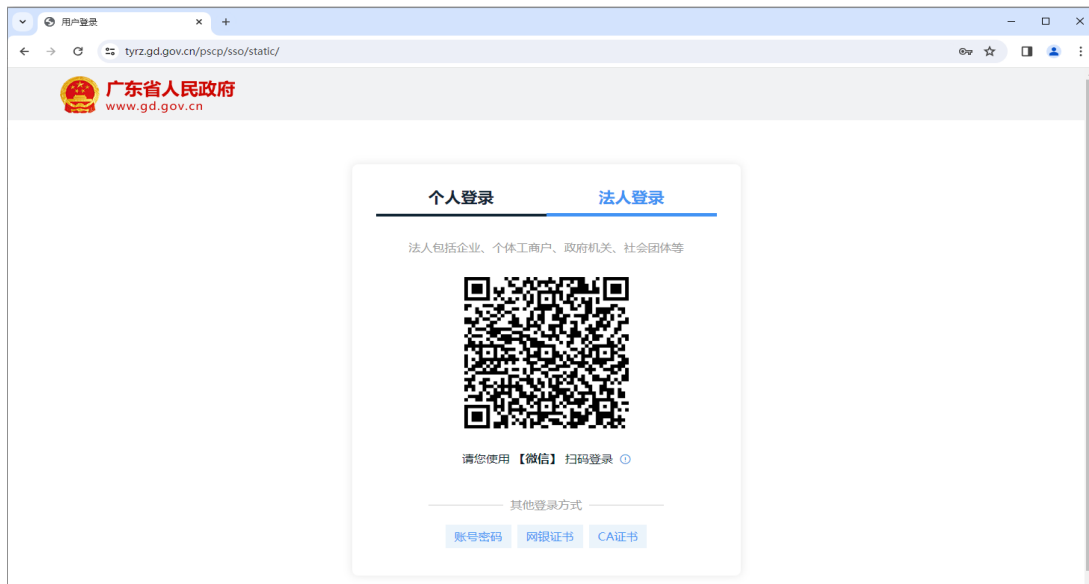 用户登录
tyrz.gd.gov.cn/pscp/sso/static/
广东省人民政府
www.gd.gov.cn
个人登录
法人登录
法人包括企业、个体工商户、政府机关、社会团体等
请您使用【微信】扫码登录
其他登录方式
账号密码 网银证书 CA证书